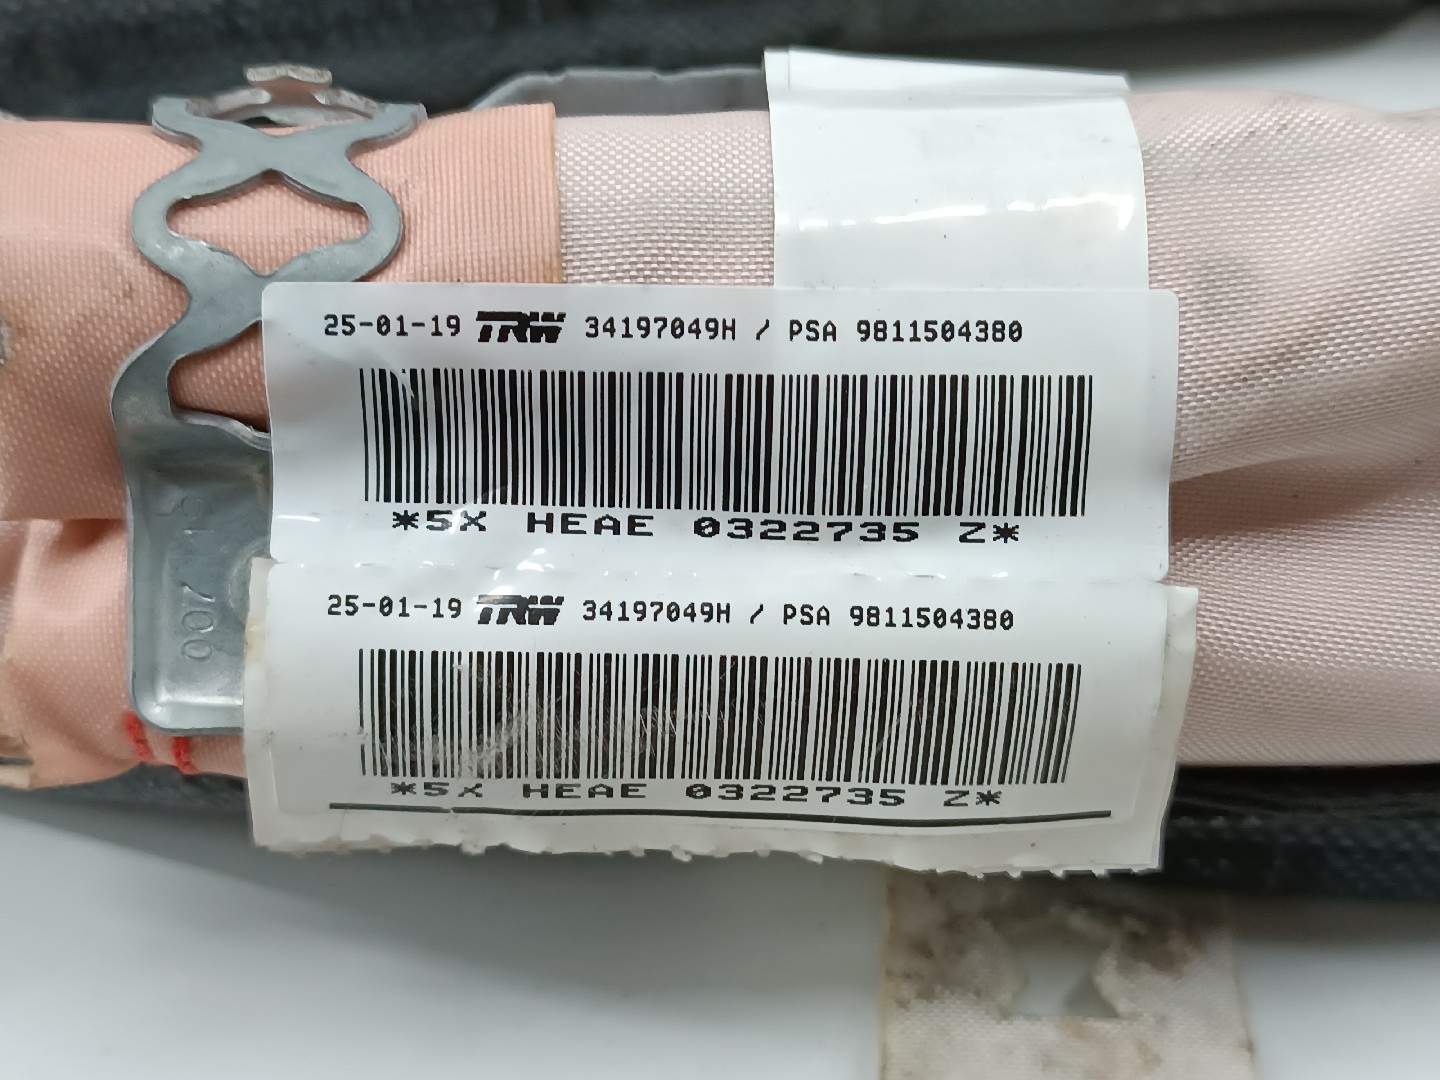 25-01-19 TRW 34197049H / PSA 9811504380
*5X HEAE 0322735 Z*
25-01-19 TRW 34197049H / PSA 9811504380
*5X HEAE 0322735 Z*